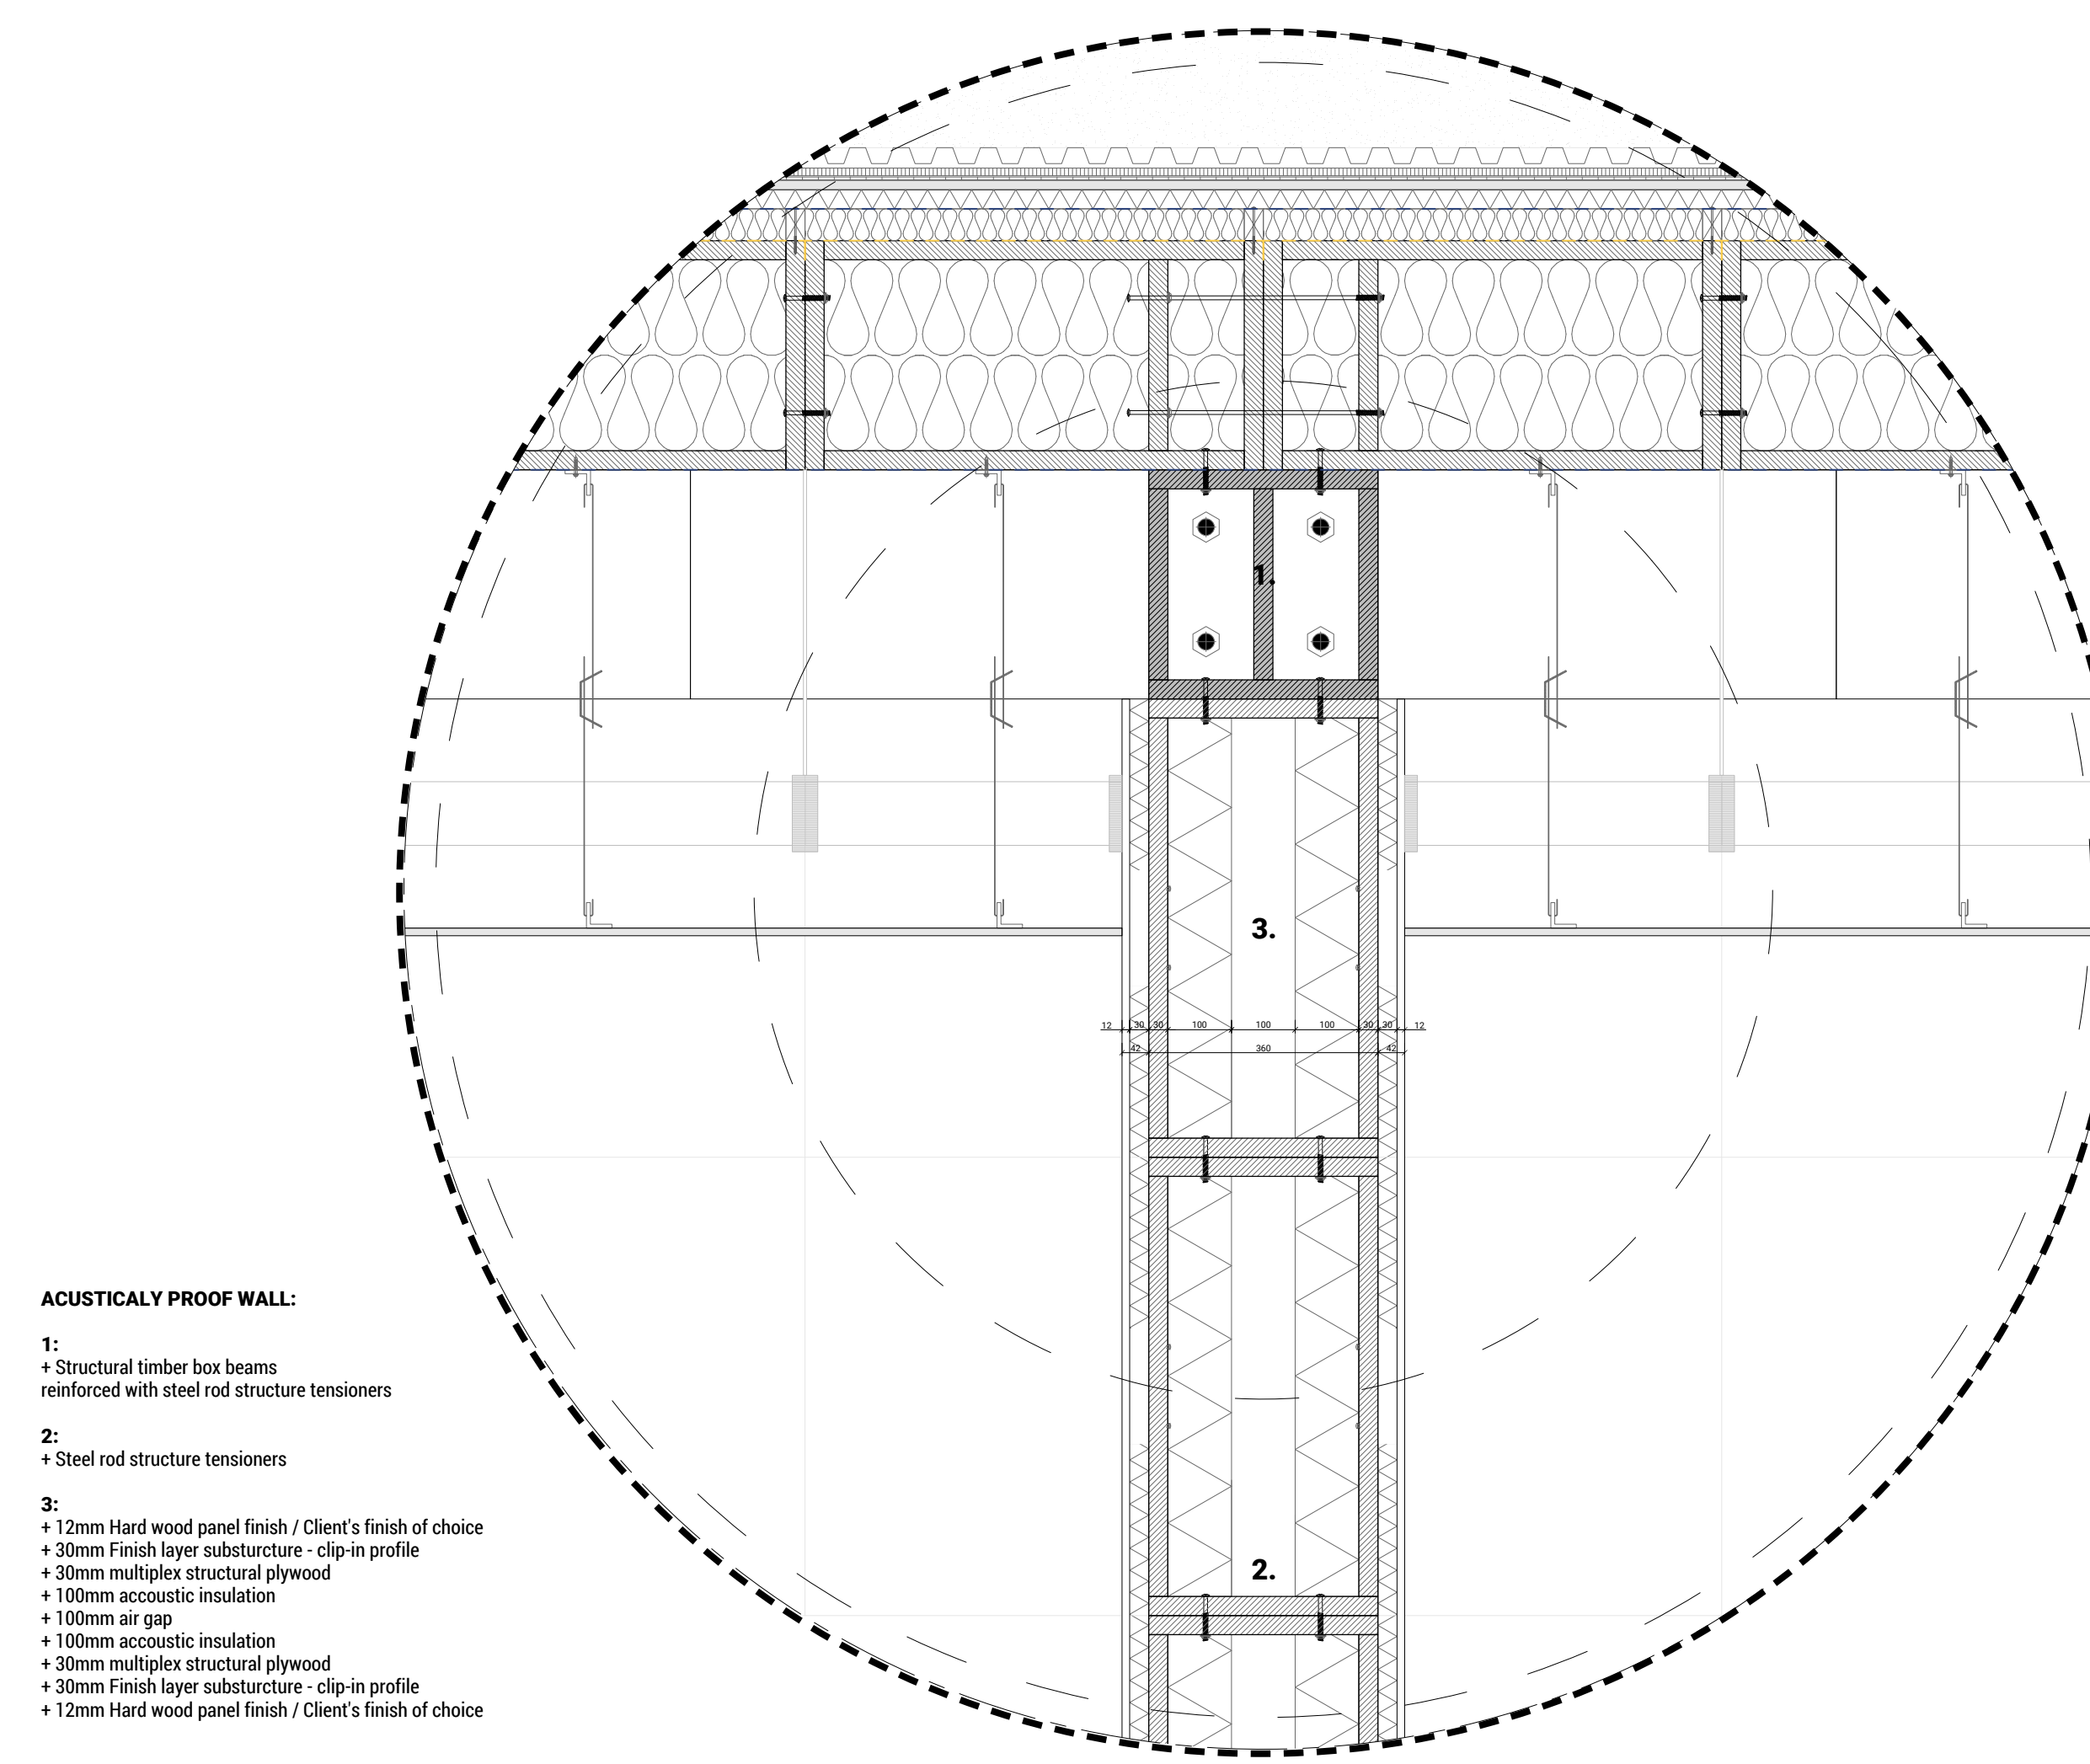 1.
3.
12 30 30 100 100 100 30 30 12
42 360 42
2.
ACUSTICALY PROOF WALL:
1:
+ Structural timber box beams
reinforced with steel rod structure tensioners
2:
+ Steel rod structure tensioners
3:
+ 12mm Hard wood panel finish / Client's finish of choice
+ 30mm Finish layer substurcture - clip-in profile
+ 30mm multiplex structural plywood
+ 100mm accoustic insulation
+ 100mm air gap
+ 100mm accoustic insulation
+ 30mm multiplex structural plywood
+ 30mm Finish layer substurcture - clip-in profile
+ 12mm Hard wood panel finish / Client's finish of choice